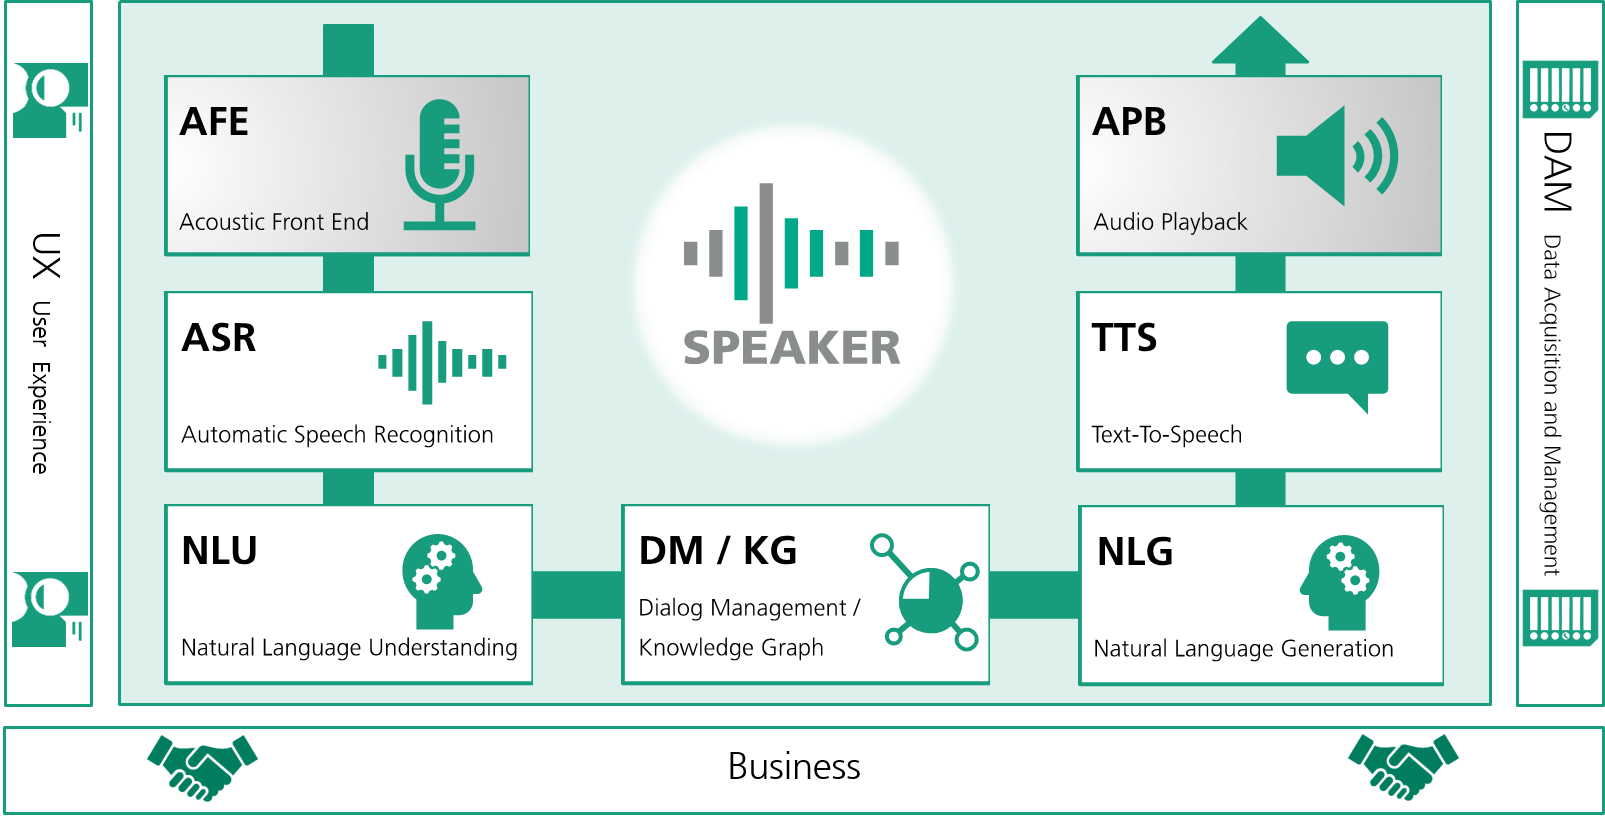 UX User Experience
AFE
Acoustic Front End
ASR
Automatic Speech Recognition
NLU
Natural Language Understanding
SPEAKER
DM / KG
Dialog Management /
Knowledge Graph
APB
Audio Playback
TTS
Text-To-Speech
NLG
Natural Language Generation
DAM Data Acquisition and Management
Business